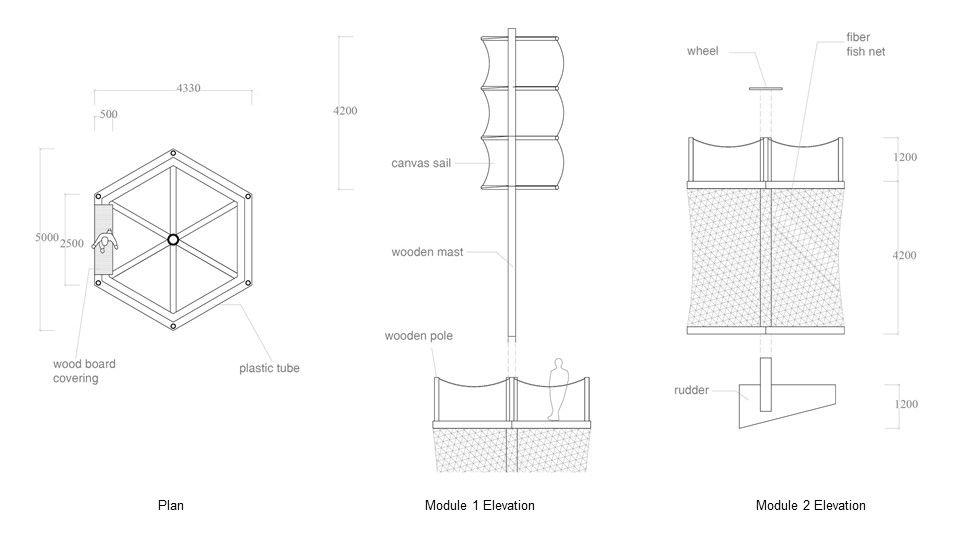 4330
500
5000
2500
wood board
covering
plastic tube
4200
canvas sail
wooden mast
wooden pole
wheel
fiber
fish net
1200
4200
rudder
1200
Plan
Module 1 Elevation
Module 2 Elevation